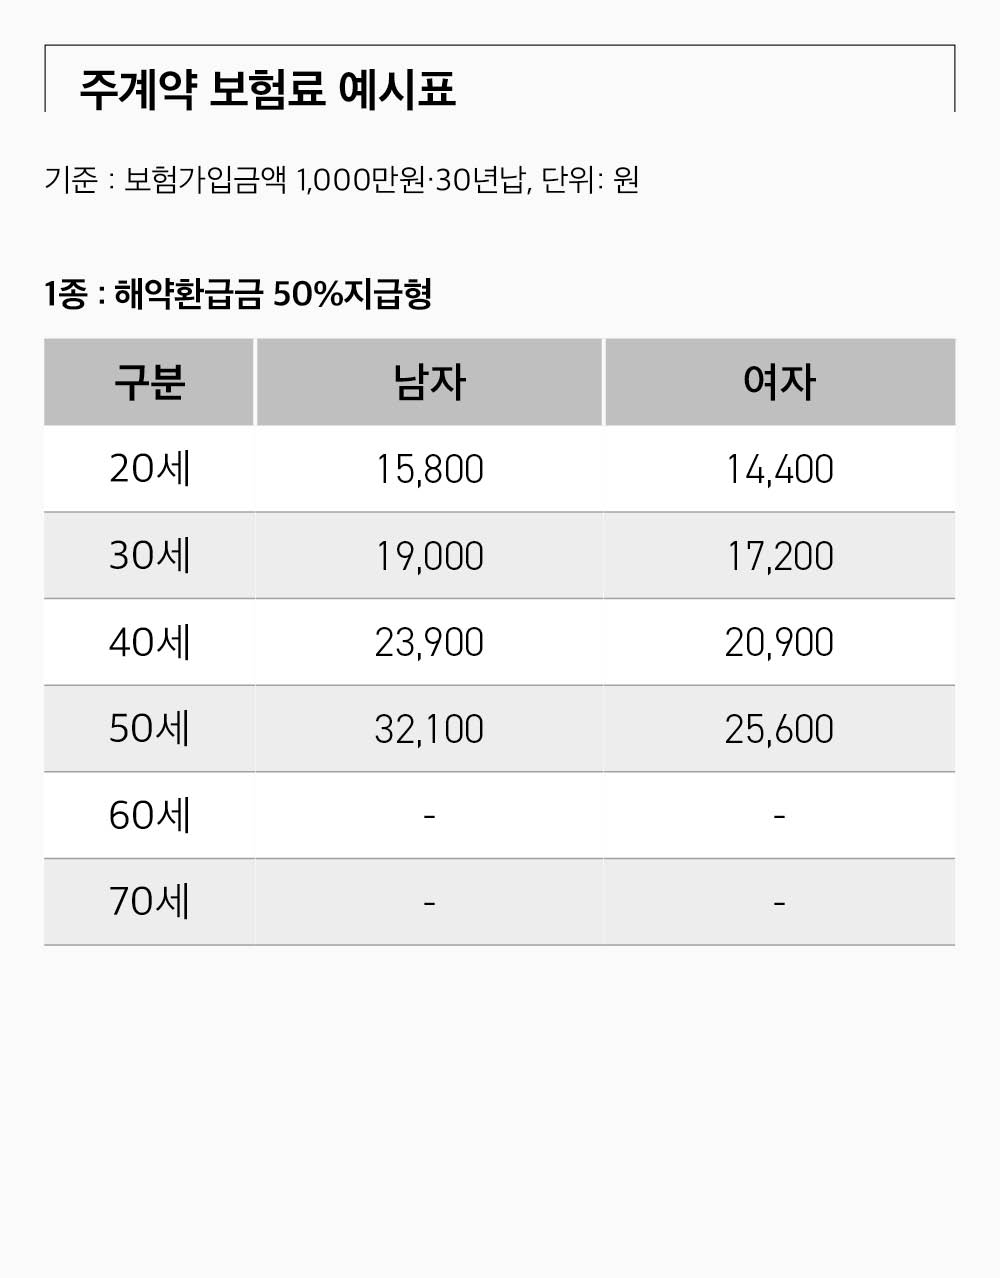 주계약 보험료 예시표
기준 : 보험가입금액 1,000만원·30년납, 단위: 원
1종 : 해약환급금 50%지급형
구분 남자 여자
20세 15,800 14,400
30세 19,000 17,200
40세 23,900 20,900
50세 32,100 25,600
60세 - -
70세 - -